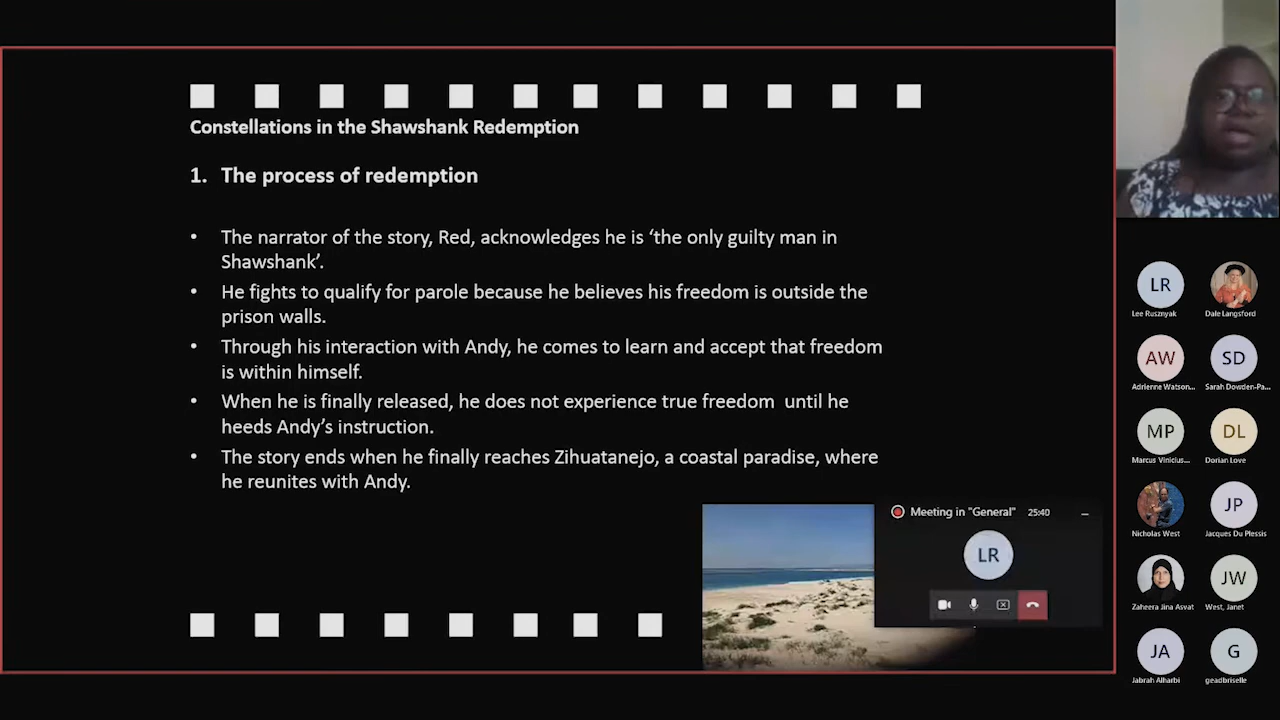 Constellations in the Shawshank Redemption
1. The process of redemption
• The narrator of the story, Red, acknowledges he is ‘the only guilty man in
Shawshank’.
• He fights to qualify for parole because he believes his freedom is outside the
prison walls.
• Through his interaction with Andy, he comes to learn and accept that freedom
is within himself.
• When he is finally released, he does not experience true freedom until he
heeds Andy’s instruction.
• The story ends when he finally reaches Zihuatanejo, a coastal paradise, where
he reunites with Andy.
Meeting in "General" 25:40
LR
LR
Lee Rusznyak
Dale Langsford
AW
Adrienne Watson...
SD
Sarah Dowden-Pa...
MP
Marcus Vinicius...
DL
Dorian Love
Nicholas West
JP
Jacques Du Plessis
Zaheera Jina Asvat
JW
West, Janet
JA
Jabrah Alharbi
G
geadbriselle